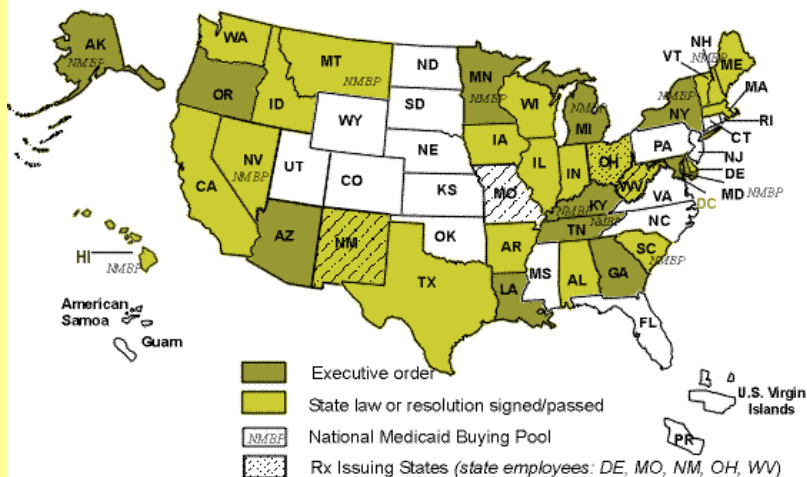 AK
NMBP
WA
MT
NMBP
ND
MN
NMBP
VT
NH
NMBP
ME
MA
OR
ID
SD
WI
NMBP
MI
NMBP
NY
RI
CT
WY
IA
PA
NJ
NV
NMBP
UT
NE
IL
IN
OH
DE
CA
CO
KS
MO
WV
VA
MD NMBP
KY
NMBP
DC
NC
AZ
NM
OK
AR
TN
NMBP
SC
NMBP
HI
NMBP
TX
LA
MS
AL
GA
FL
American
Samoa
Guam
U.S. Virgin
Islands
PR
Executive order
State law or resolution signed/passed
NMBP National Medicaid Buying Pool
Rx Issuing States (state employees: DE, MO, NM, OH, WV)